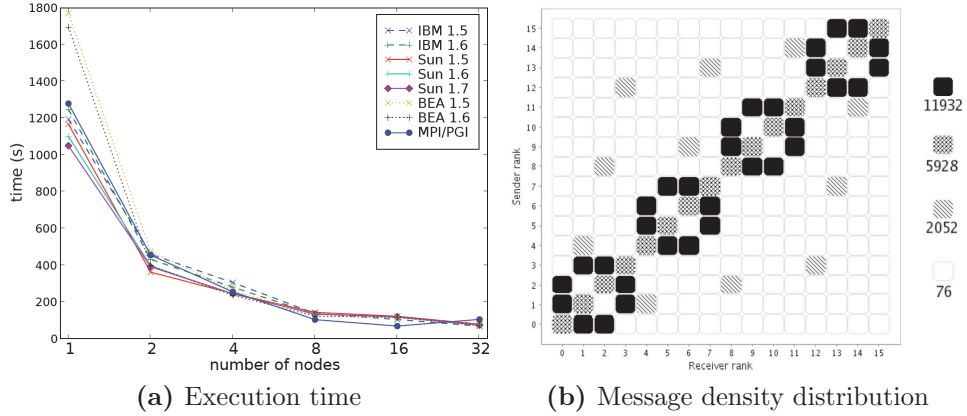 1800
1600
1400
1200
1000
800
600
400
200
0
time (s)
1 2 4 8 16 32
number of nodes
IBM 1.5
IBM 1.6
Sun 1.5
Sun 1.6
Sun 1.7
BEA 1.5
BEA 1.6
MPI/PGI
(a) Execution time
15
14
13
12
11
10
9
8
7
6
5
4
3
2
1
0
Sender rank
0 1 2 3 4 5 6 7 8 9 10 11 12 13 14 15
Receiver rank
11932
5928
2052
76
(b) Message density distribution